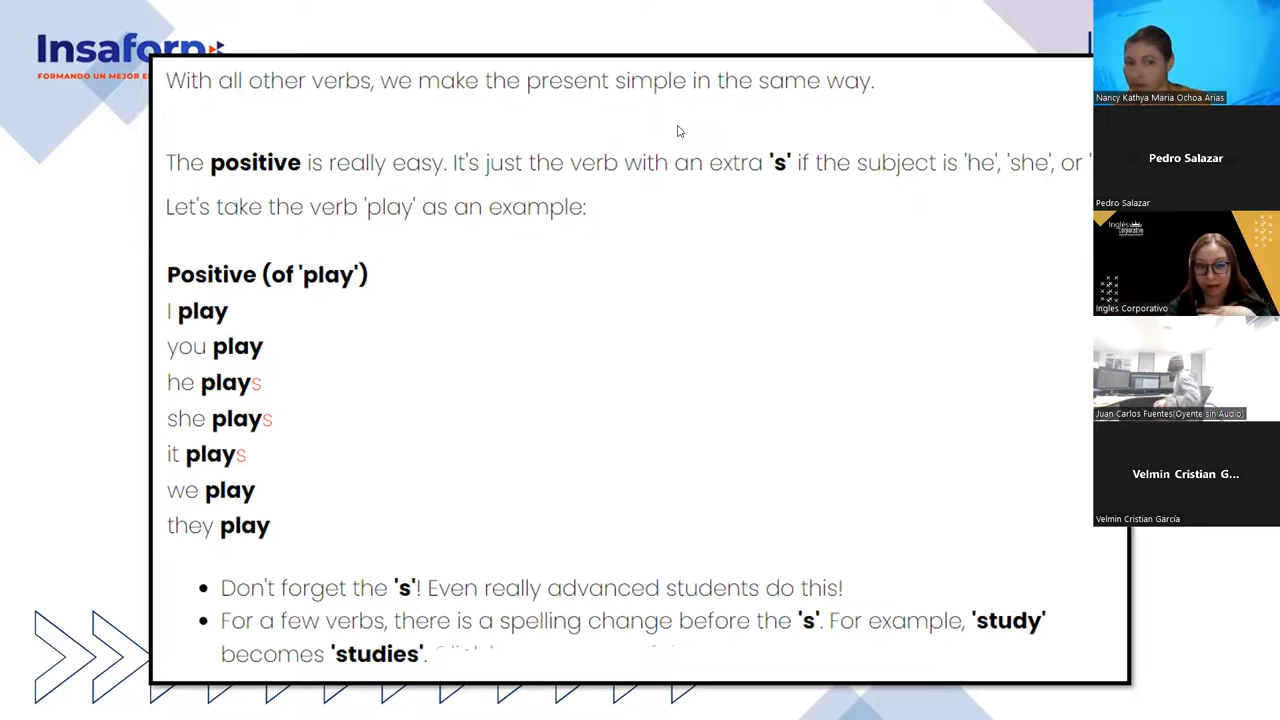 Insaforp
FORMANDO UN MEJOR E
With all other verbs, we make the present simple in the same way.
The positive is really easy. It's just the verb with an extra 's' if the subject is 'he', 'she', or '
Let's take the verb 'play' as an example:
Positive (of 'play')
I play
you play
he plays
she plays
it plays
we play
they play
Don't forget the 's'! Even really advanced students do this!
For a few verbs, there is a spelling change before the 's'. For example, 'study'
becomes 'studies'.
Nancy Kathya Maria Ochoa Arias
Pedro Salazar
Pedro Salazar
Inglés
Corporativo
Ingles Corporativo
Juan Carlos Fuentes(Oyente sin Audio)
Velmin Cristian G...
Velmin Cristian García